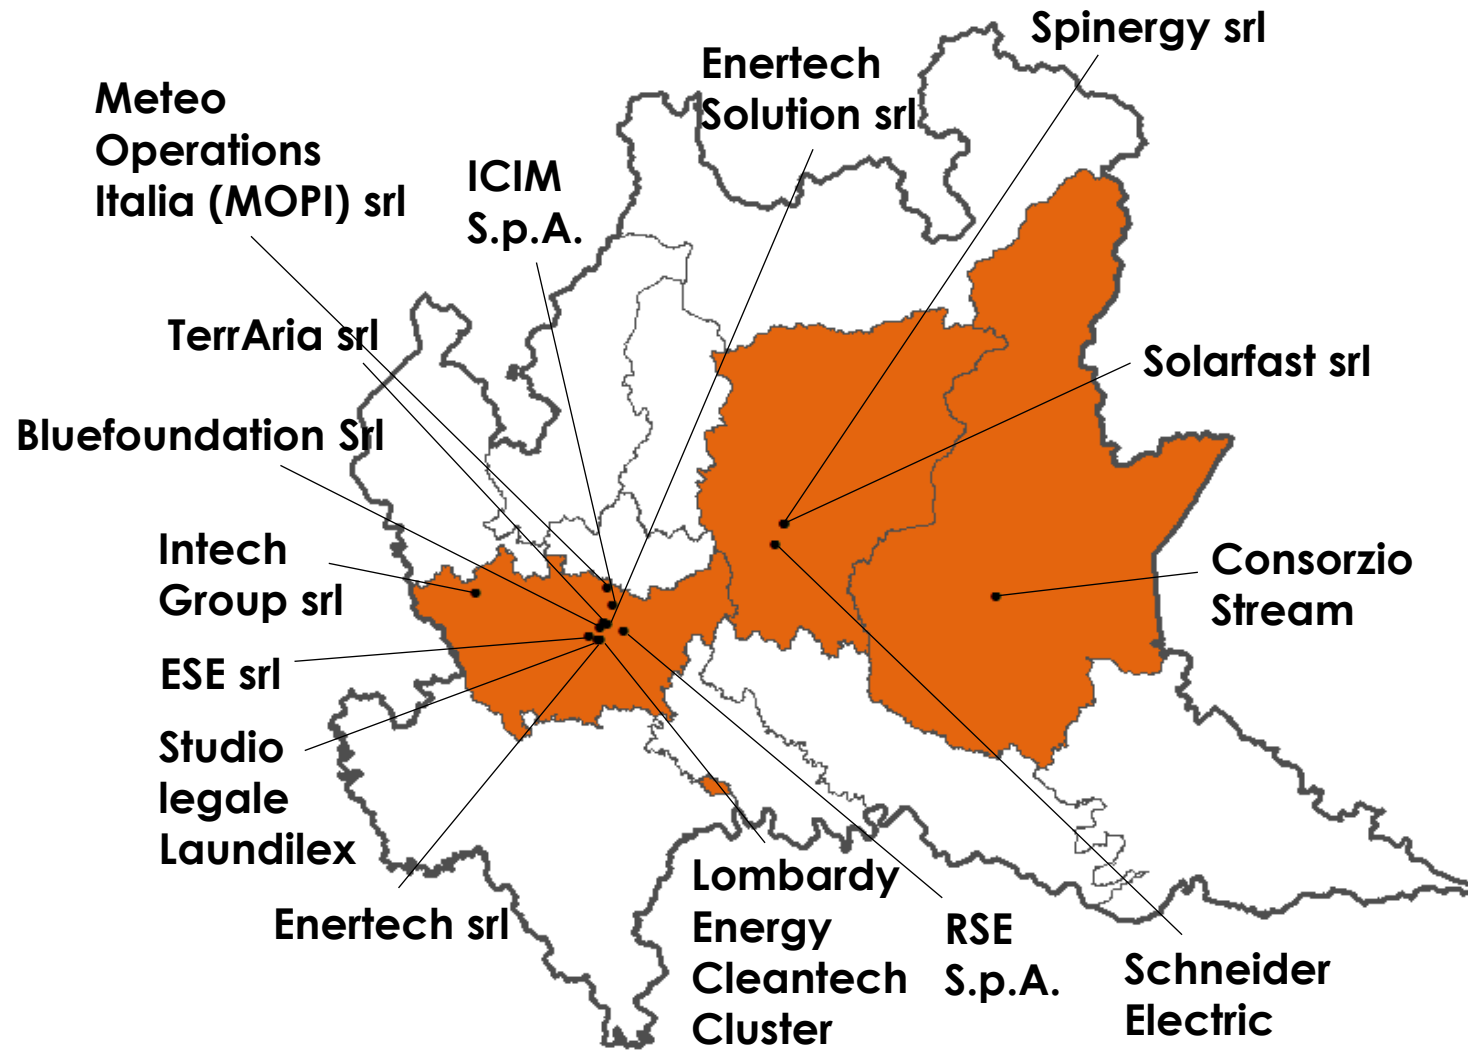 Spinergy srl
Enertech
Solution srl
Meteo
Operations
Italia (MOPI) srl
ICIM
S.p.A.
TerrAria srl
Solarfast srl
Bluefoundation Srl
Intech
Group srl
Consorzio
Stream
ESE srl
Studio
legale
Laundilex
Enertech srl
Lombardy
Energy
Cleantech
Cluster
RSE
S.p.A.
Schneider
Electric